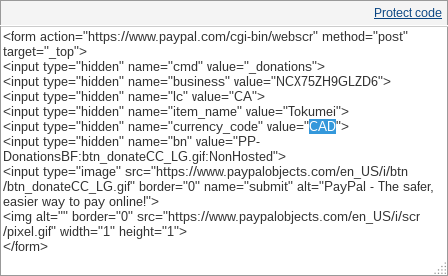 Protect code
<form action="https://www.paypal.com/cgi-bin/webscr" method="post"
target="_top">
<input type="hidden" name="cmd" value="_donations">
<input type="hidden" name="business" value="NCX75ZH9GLZD6">
<input type="hidden" name="lc" value="CA">
<input type="hidden" name="item_name" value="Tokumei">
<input type="hidden" name="currency_code" value="CAD">
<input type="hidden" name="bn" value="PP-
DonationsBF:btn_donateCC_LG.gif:NonHosted">
<input type="image" src="https://www.paypalobjects.com/en_US/i/btn
/btn_donateCC_LG.gif" border="0" name="submit" alt="PayPal - The safer,
easier way to pay online!">
<img alt="" border="0" src="https://www.paypalobjects.com/en_US/i/scr
/pixel.gif" width="1" height="1">
</form>